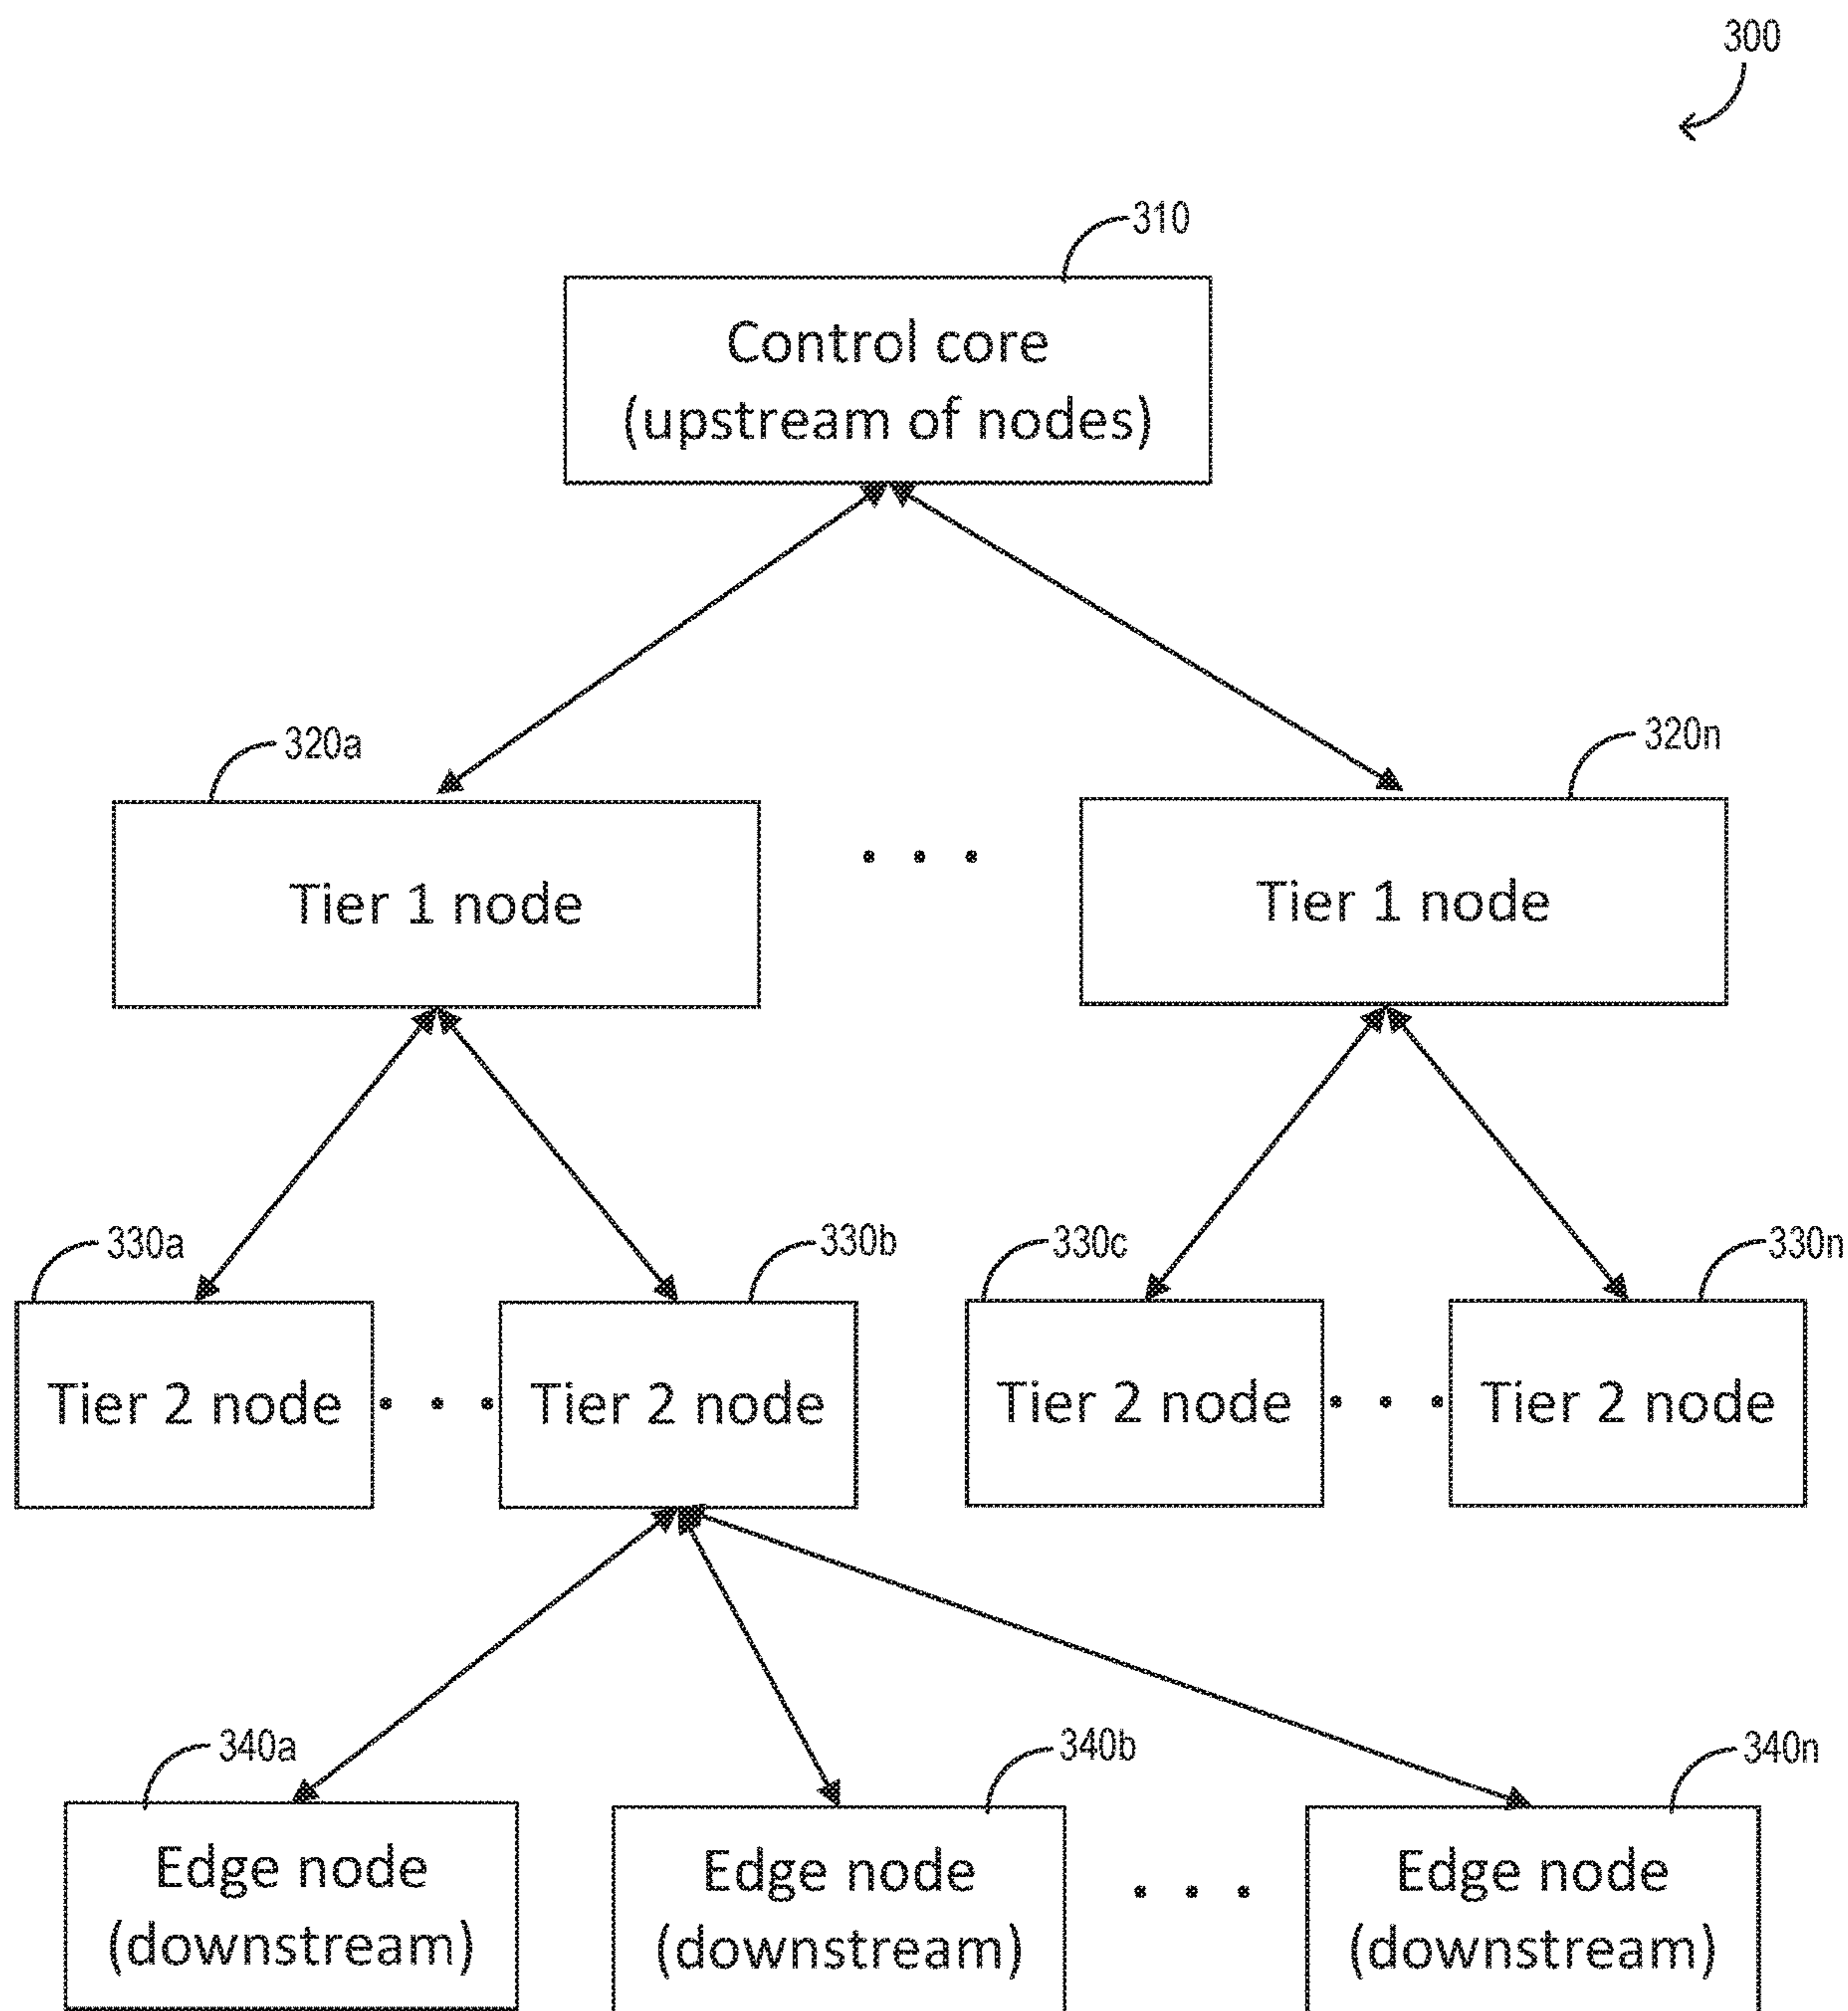 300
310
Control core
(upstream of nodes)
320a
320n
Tier 1 node
. . .
Tier 1 node
330a
330b
330c
330n
Tier 2 node
. . .
Tier 2 node
Tier 2 node
. . .
Tier 2 node
340a
340b
340n
Edge node
(downstream)
Edge node
(downstream)
. . .
Edge node
(downstream)